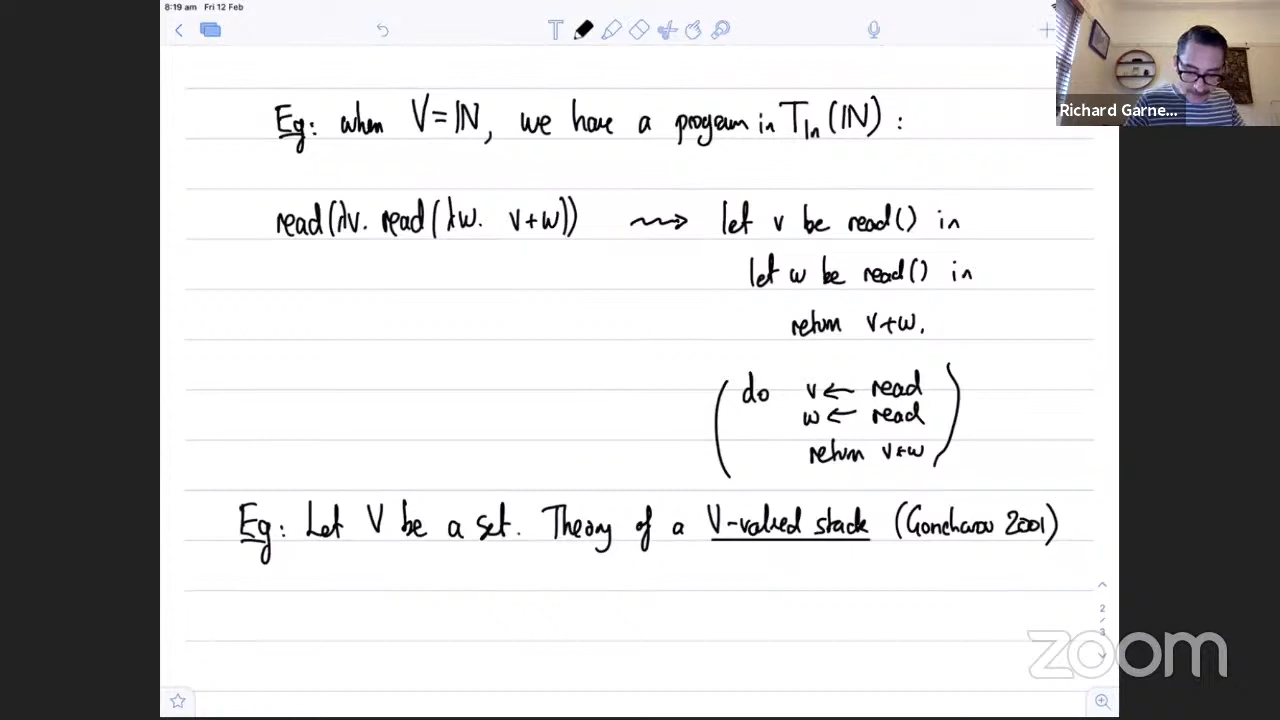 8:19 am Fri 12 Feb
Richard Garne...
Eg: when V=ℕ, we have a program in T_In(ℕ):
read(λv. read(λw. v+w)) ⇝ let v be read() in
let w be read() in
return v+w.
( do v ← read
w ← read
return v+w )
Eg: Let V be a set. Theory of a V-valued stack (Goncharov 2001)
2
3
zoom